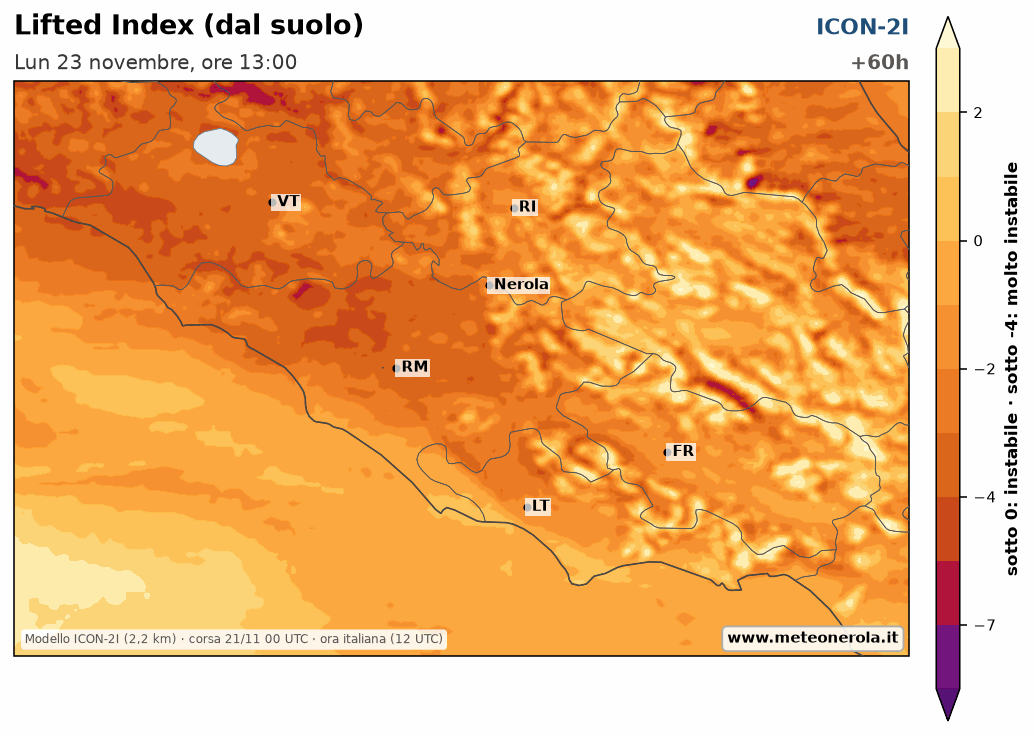 Lifted Index (dal suolo)
ICON-2I
Lun 23 novembre, ore 13:00
+60h
VT
RI
Nerola
RM
FR
LT
Modello ICON-2I (2,2 km) · corsa 21/11 00 UTC · ora italiana (12 UTC)
www.meteonerola.it
2
0
−2
−4
−7
sotto 0: instabile · sotto -4: molto instabile